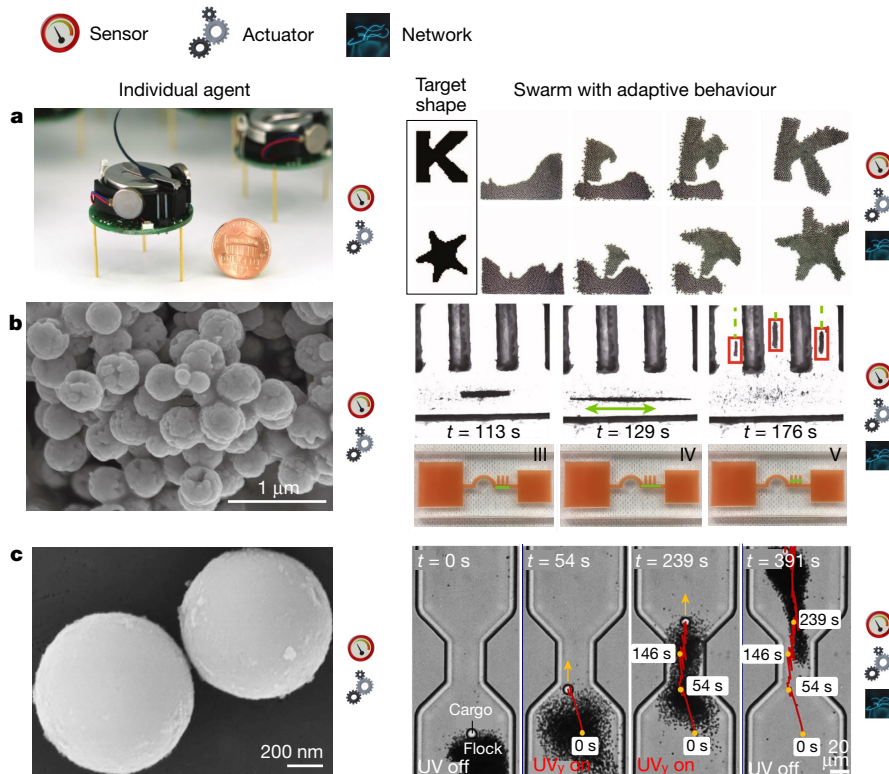 Sensor
Actuator
Network
Individual agent
Target
shape
Swarm with adaptive behaviour
a
b
1 μm
t = 113 s
t = 129 s
t = 176 s
III
IV
V
c
200 nm
t = 0 s
Cargo
Flock
UV off
t = 54 s
0 s
UVy on
t = 239 s
146 s
54 s
0 s
UVy on
t = 391 s
239 s
146 s
54 s
0 s
UV off
20
μm